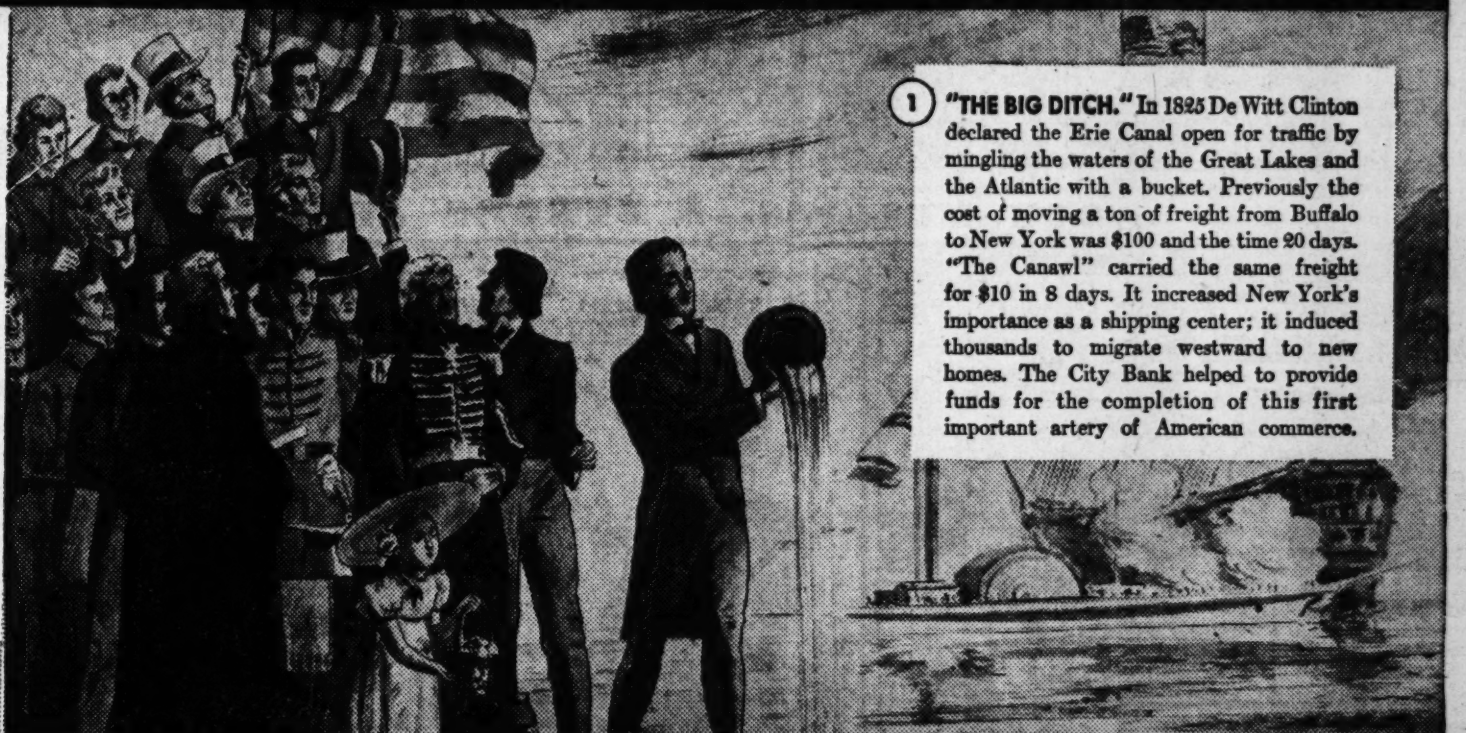 1 "THE BIG DITCH." In 1825 De Witt Clinton
declared the Erie Canal open for traffic by
mingling the waters of the Great Lakes and
the Atlantic with a bucket. Previously the
cost of moving a ton of freight from Buffalo
to New York was $100 and the time 20 days.
"The Canawl" carried the same freight
for $10 in 8 days. It increased New York's
importance as a shipping center; it induced
thousands to migrate westward to new
homes. The City Bank helped to provide
funds for the completion of this first
important artery of American commerce.